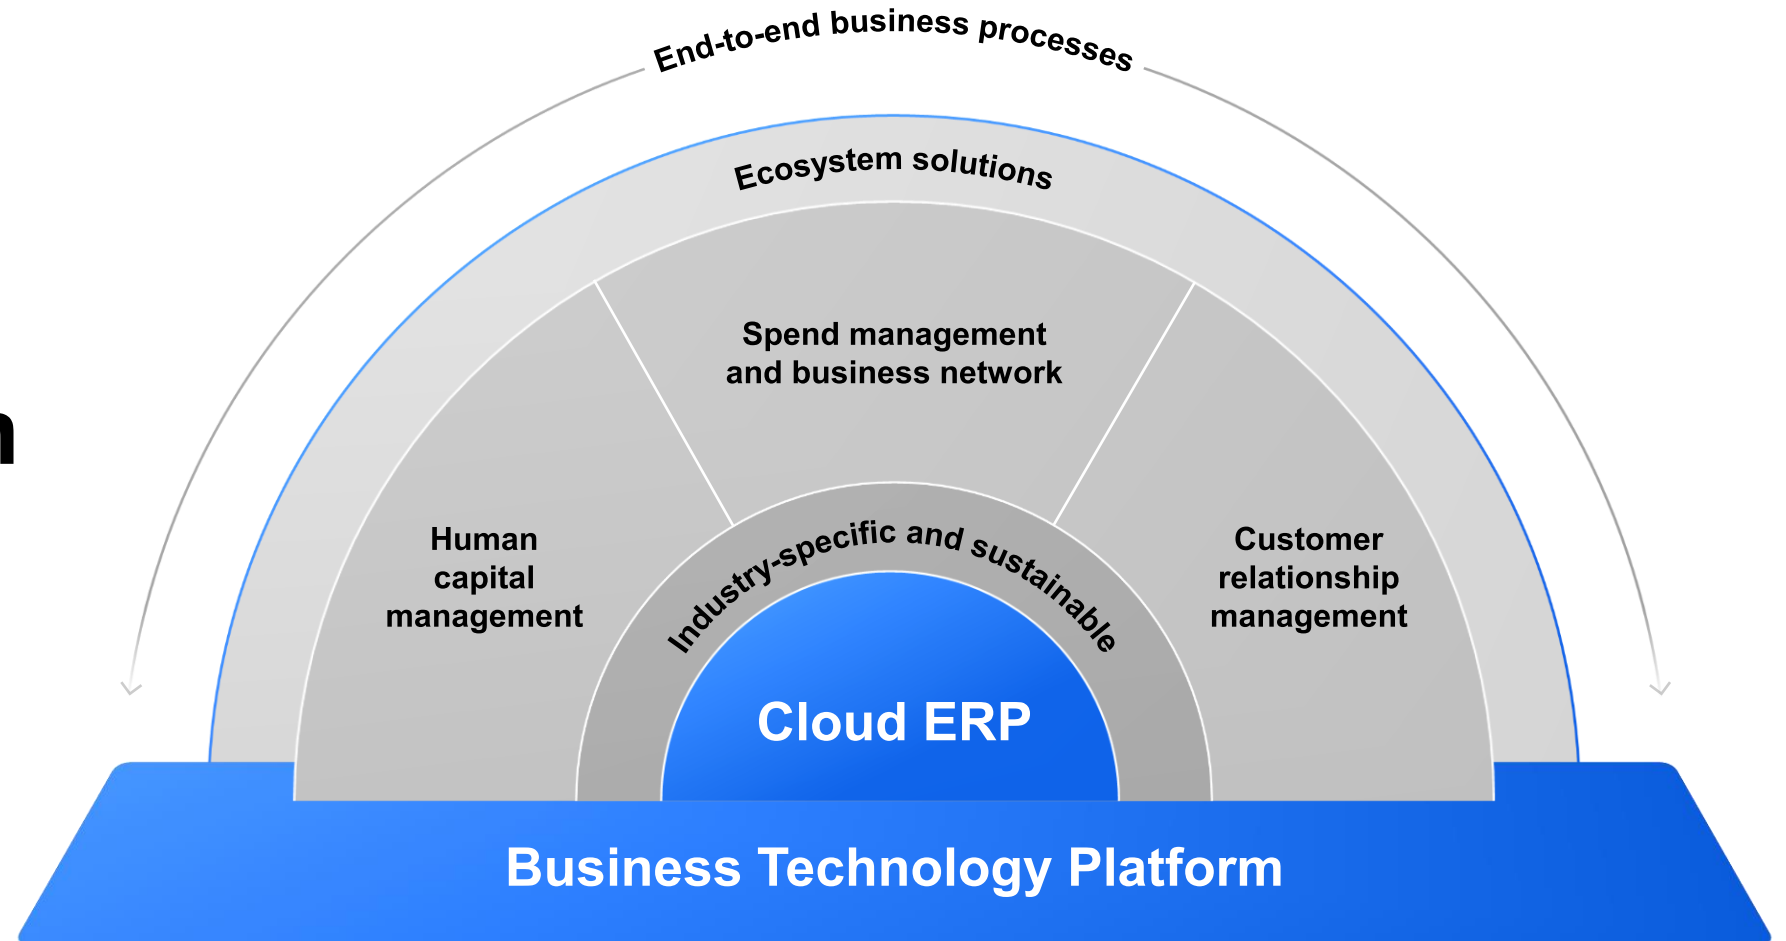 End-to-end business processes
Ecosystem solutions
Spend management
and business network
Human
capital
management
Customer
relationship
management
Industry-specific and sustainable
Cloud ERP
Business Technology Platform